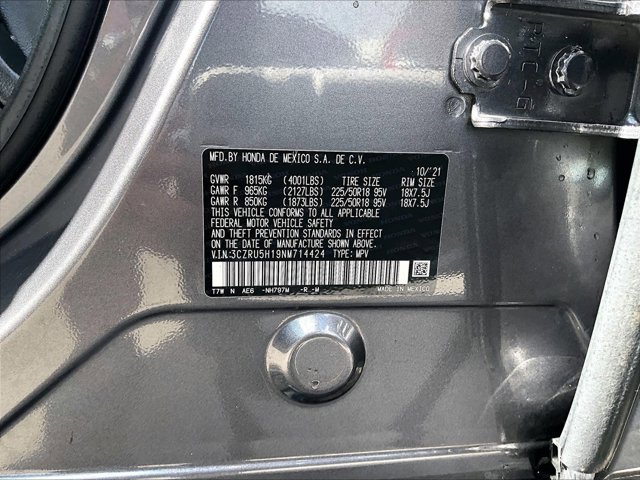 PTC-G
MFD.BY HONDA DE MEXICO S.A. DE C.V.
10/'21
GVWR 1815KG (4001LBS) TIRE SIZE RIM SIZE
GAWR F 965KG (2127LBS) 225/50R18 95V 18X7.5J
GAWR R 850KG (1873LBS) 225/50R18 95V 18X7.5J
THIS VEHICLE CONFORMS TO ALL APPLICABLE
FEDERAL MOTOR VEHICLE SAFETY
AND THEFT PREVENTION STANDARDS IN EFFECT
ON THE DATE OF MANUFACTURE SHOWN ABOVE.
V.I.N:3CZRU5H19NM714424 TYPE: MPV
T7W N AE6 -NH797M -R -M MADE IN MEXICO